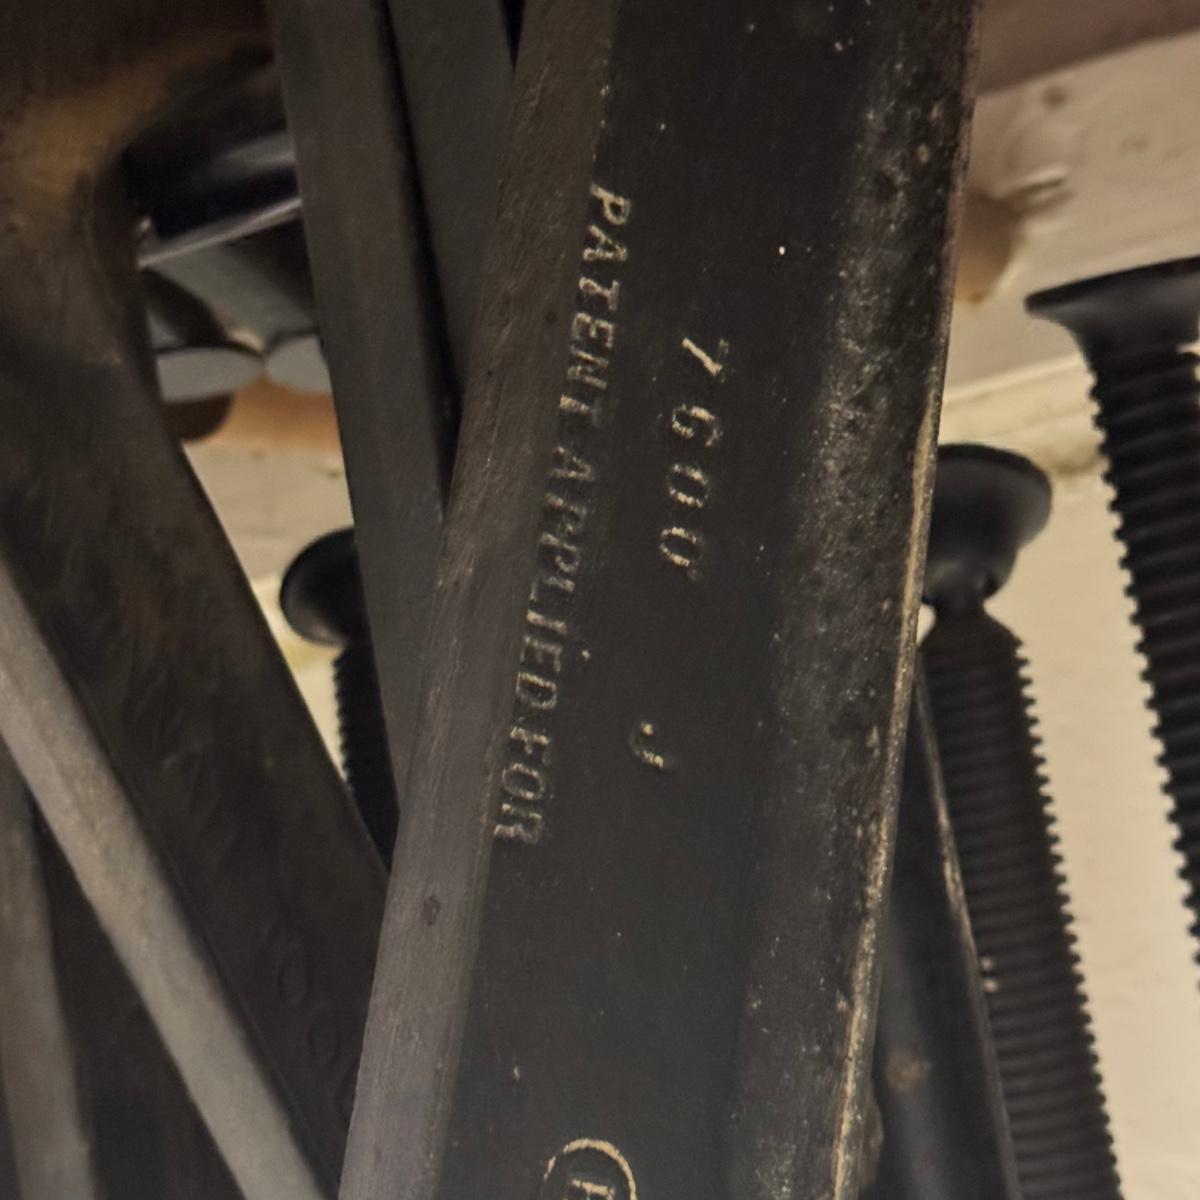 7600 J
PATENT APPLIED FOR